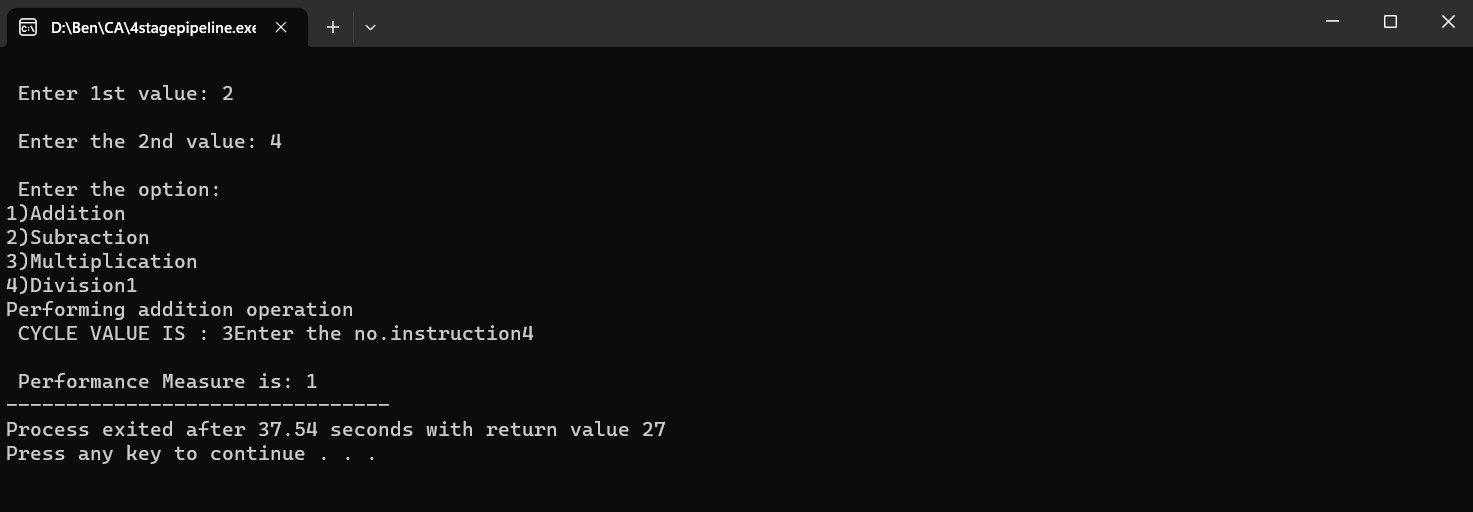 D:\Ben\CA\4stagepipeline.exe
Enter 1st value: 2
Enter the 2nd value: 4
Enter the option:
1)Addition
2)Subraction
3)Multiplication
4)Division1
Performing addition operation
CYCLE VALUE IS : 3Enter the no.instruction4
Performance Measure is: 1
--------------------------------
Process exited after 37.54 seconds with return value 27
Press any key to continue . . .